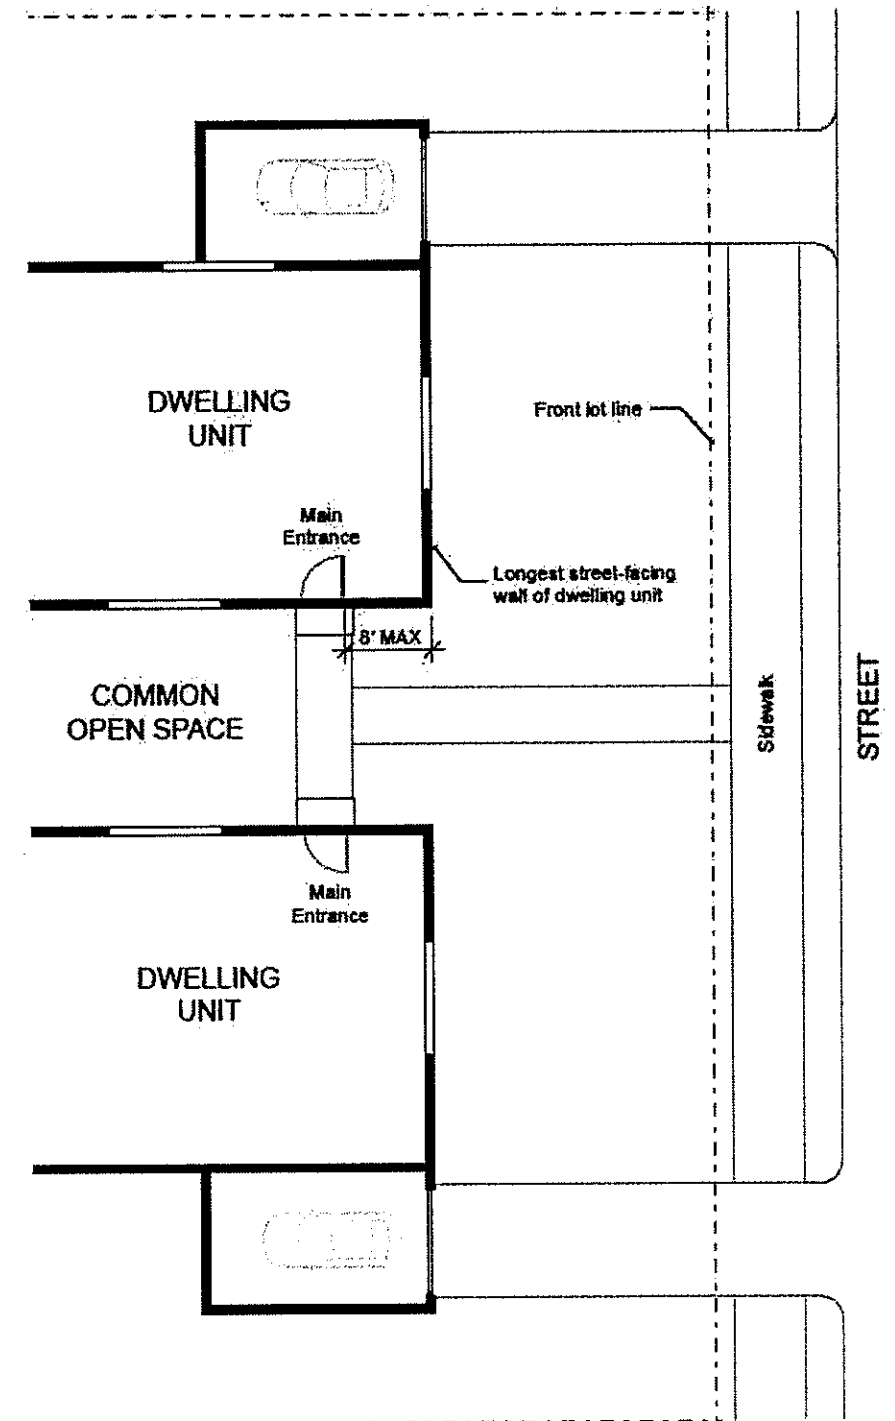 DWELLING
UNIT
Front lot line
Main
Entrance
Longest street-facing
wall of dwelling unit
8' MAX
COMMON
OPEN SPACE
Sidewalk
STREET
Main
Entrance
DWELLING
UNIT